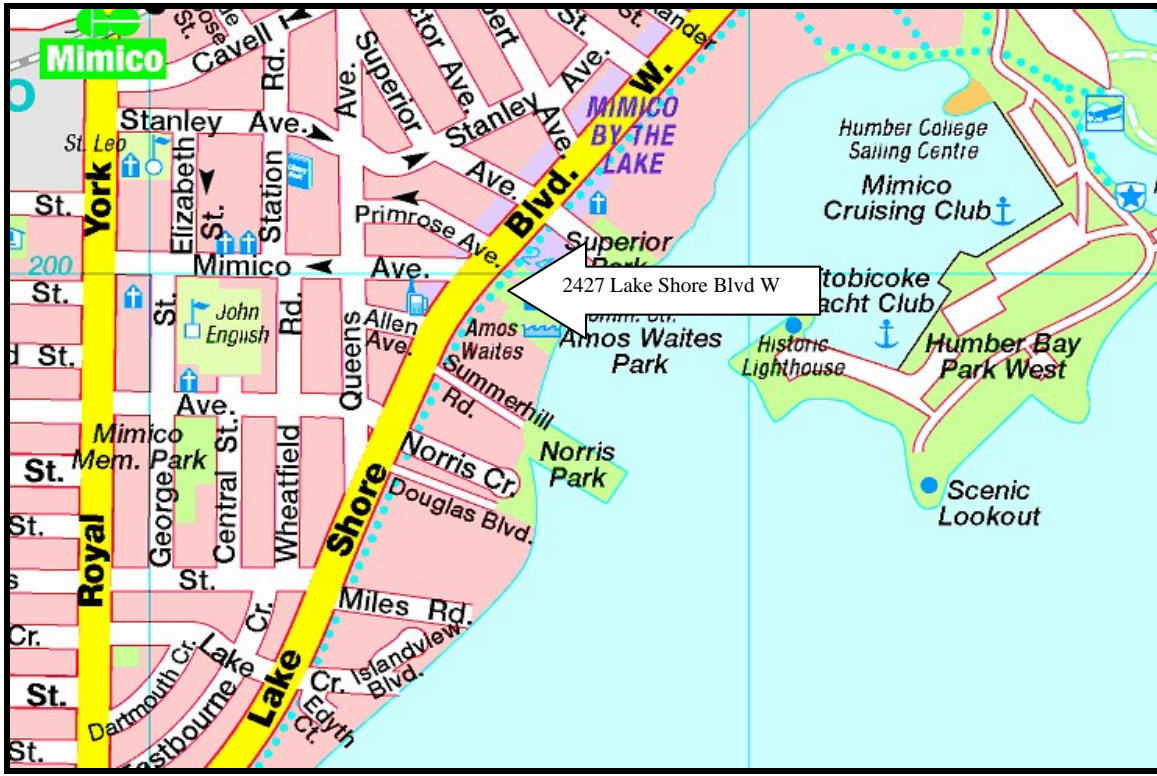 Mimico
Cavell
St.
Rd.
Ave.
Superior
Ave.
St.
Stanley Ave.
Stanley
Ave.
Ave.
W.
MIMICO
BY THE
LAKE
Humber College
Sailing Centre
Mimico
Cruising Club
St. Leo
York
St.
Elizabeth
St.
Station
Primrose Ave.
Blvd.
Superior
Park
200
Mimico Ave.
2427 Lake Shore Blvd W
Yacht Club
St.
St.
John
English
Rd.
Queens
Allen
Ave.
Amos
Waites
Amos Waites
Park
Historic
Lighthouse
Humber Bay
Park West
St.
Summerhill
Rd.
Ave.
Mimico
Mem. Park
Norris Cr.
Norris
Park
St.
George
Central St.
Wheatfield
Shore
Douglas Blvd.
Scenic
Lookout
St.
Royal
St.
Miles Rd.
Cr.
Cr.
Lake
Cr.
Islandview
Blvd.
Lake
Edyth
Ct.
St.
Dartmouth Cr.
Eastbourne
St.